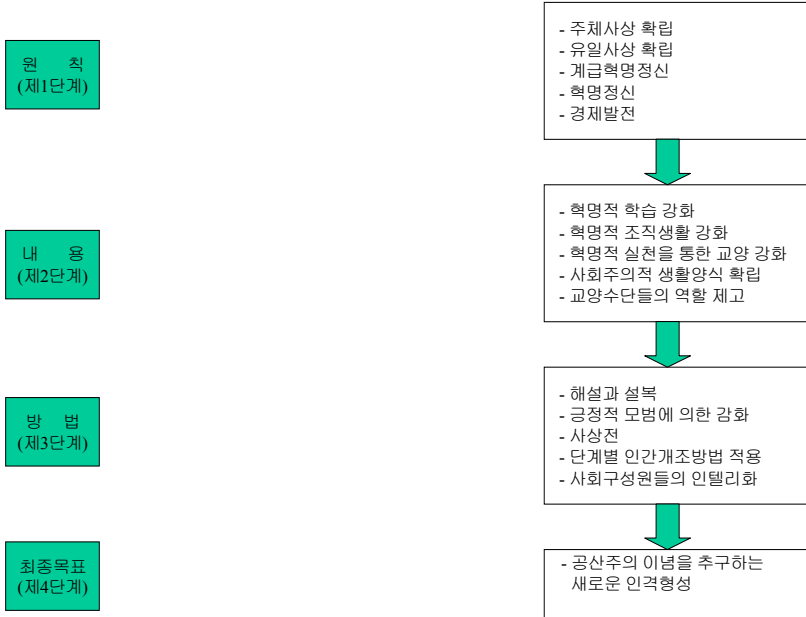 원 칙
(제1단계)
- 주체사상 확립
- 유일사상 확립
- 계급혁명정신
- 혁명정신
- 경제발전
내 용
(제2단계)
- 혁명적 학습 강화
- 혁명적 조직생활 강화
- 혁명적 실천을 통한 교양 강화
- 사회주의적 생활양식 확립
- 교양수단들의 역할 제고
방 법
(제3단계)
- 해설과 설복
- 긍정적 모범에 의한 감화
- 사상전
- 단계별 인간개조방법 적용
- 사회구성원들의 인텔리화
최종목표
(제4단계)
- 공산주의 이념을 추구하는
새로운 인격형성